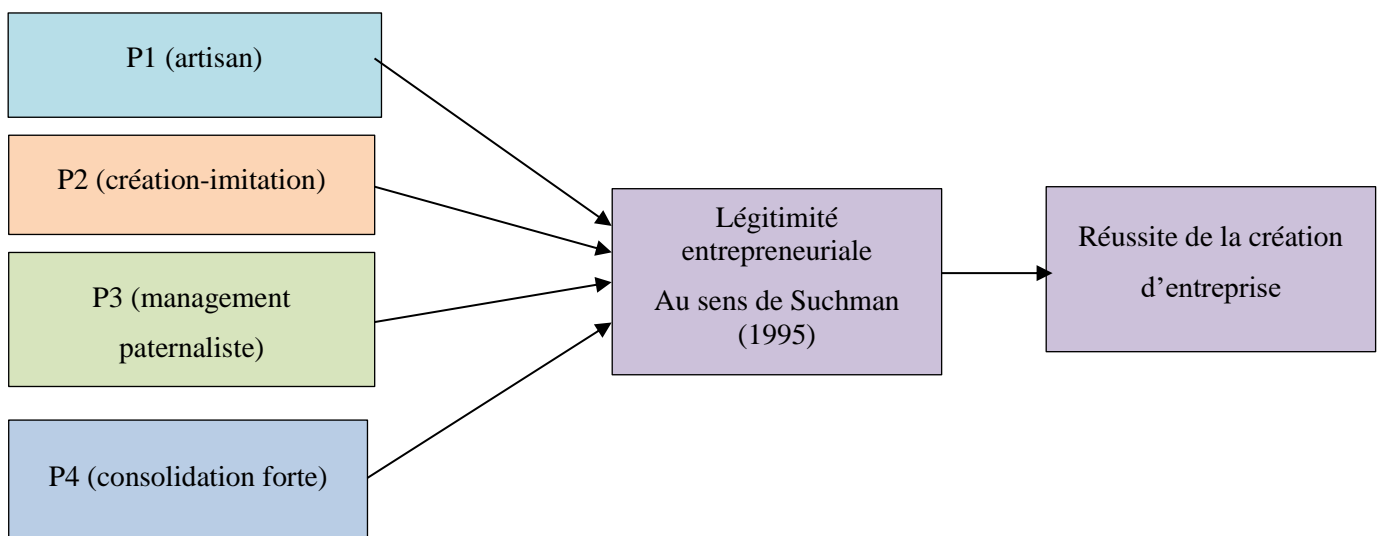 P1 (artisan)
P2 (création-imitation)
P3 (management
paternaliste)
P4 (consolidation forte)
Légitimité
entrepreneuriale
Au sens de Suchman
(1995)
Réussite de la création
d’entreprise